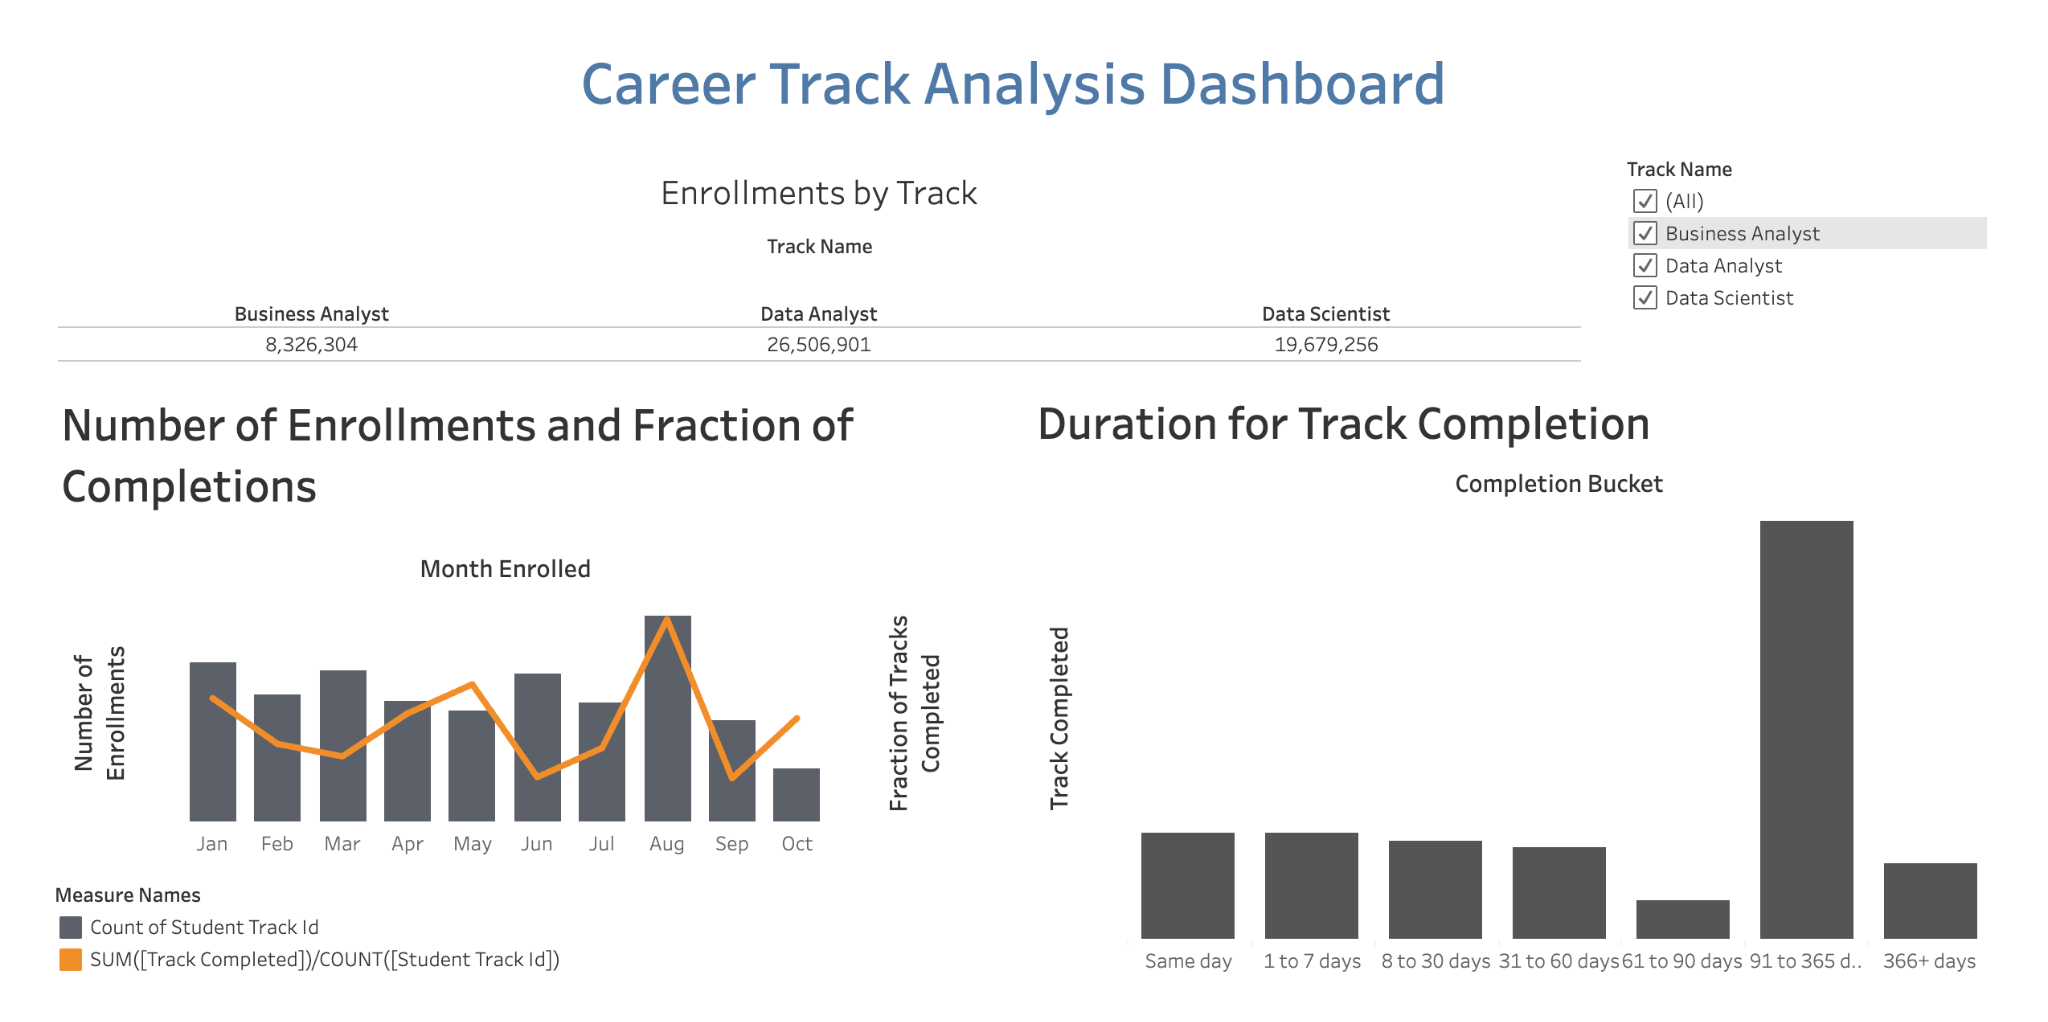 Career Track Analysis Dashboard
Enrollments by Track
Track Name
Business Analyst Data Analyst Data Scientist
8,326,304 26,506,901 19,679,256
Track Name
(All)
Business Analyst
Data Analyst
Data Scientist
Number of Enrollments and Fraction of
Completions
Month Enrolled
Number of
Enrollments
Fraction of Tracks
Completed
Jan Feb Mar Apr May Jun Jul Aug Sep Oct
Measure Names
Count of Student Track Id
SUM([Track Completed])/COUNT([Student Track Id])
Duration for Track Completion
Completion Bucket
Track Completed
Same day 1 to 7 days 8 to 30 days 31 to 60 days 61 to 90 days 91 to 365 d.. 366+ days